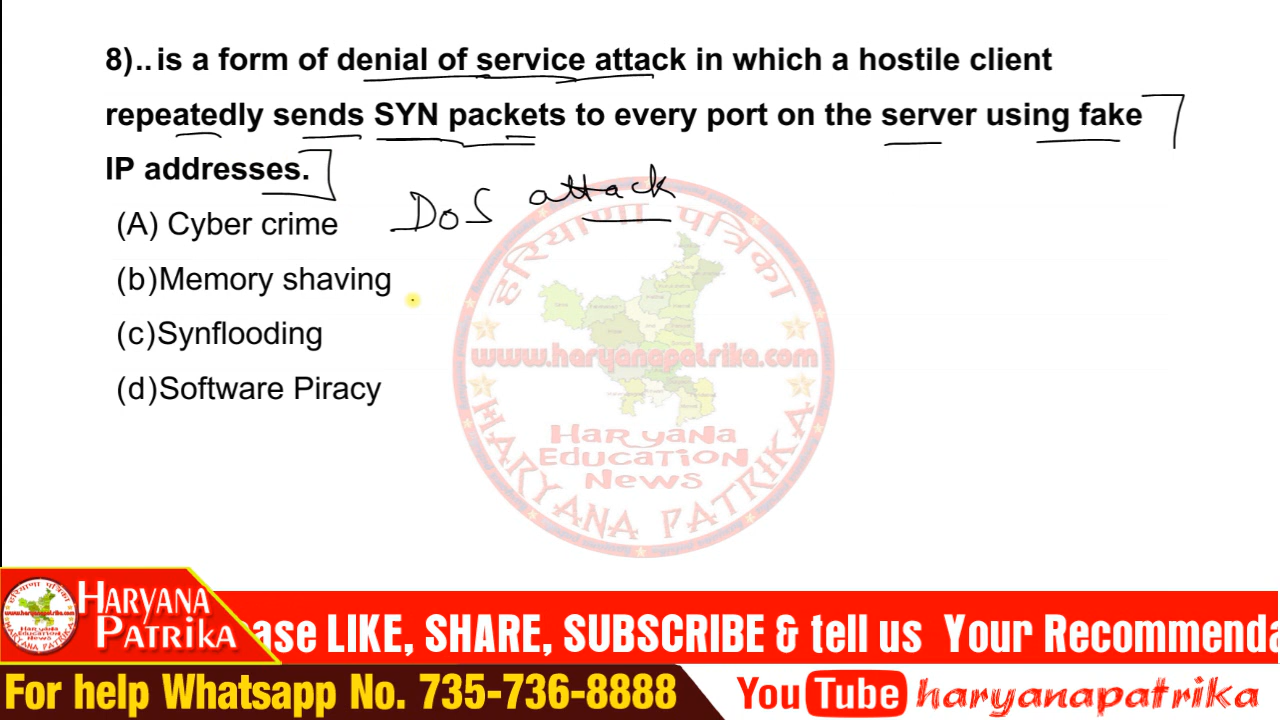 8)..is a form of denial of service attack in which a hostile client
repeatedly sends SYN packets to every port on the server using fake
IP addresses.
DoS attack
(A) Cyber crime
(b)Memory shaving
(c)Synflooding
(d)Software Piracy
हरियाणा पत्रिका
www.haryanapatrika.com
Haryana
Education
News
HARYANA PATRIKA
HARYANA
PATRIKA
ase LIKE, SHARE, SUBSCRIBE & tell us Your Recommenda
For help Whatsapp No. 735-736-8888
YouTube haryanapatrika